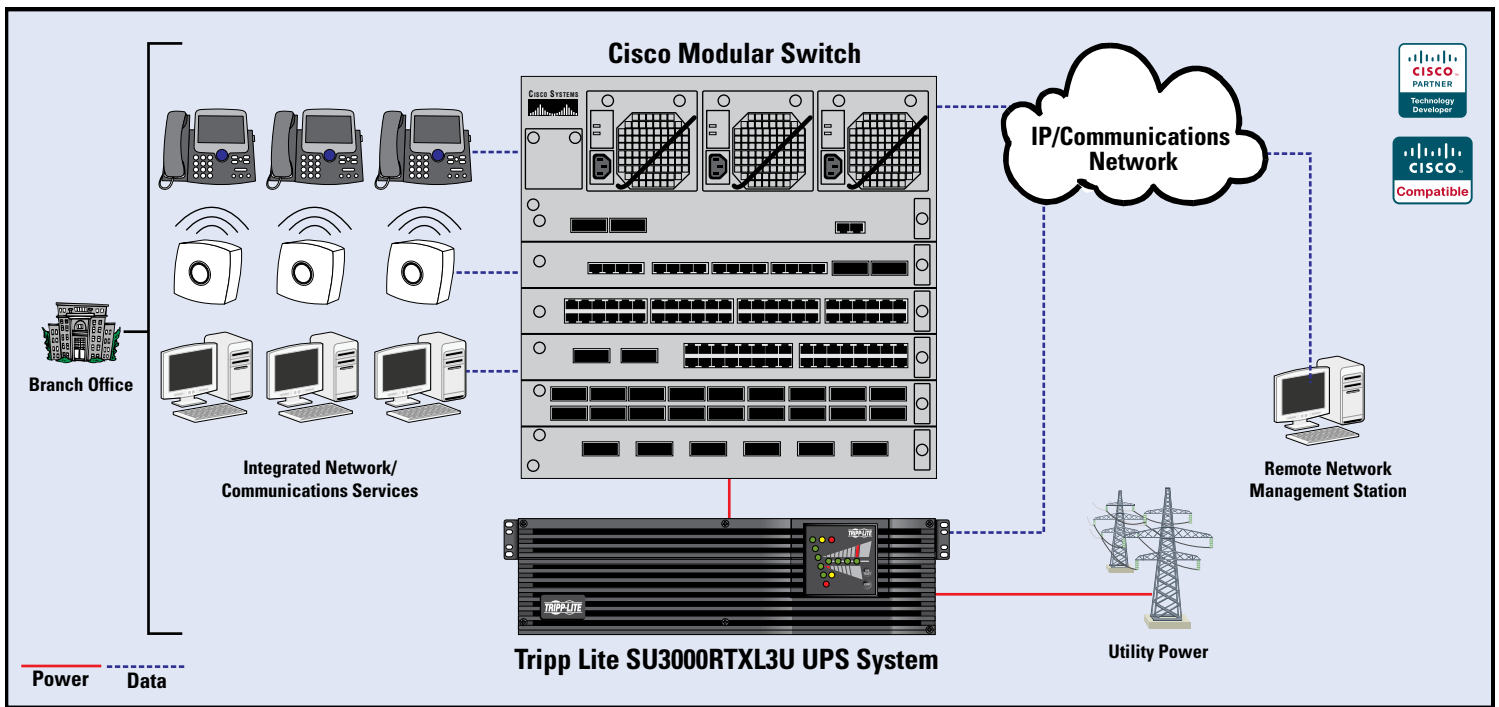 Cisco Modular Switch
CISCO SYSTEMS
IP/Communications
Network
CISCO
PARTNER
Technology
Developer
CISCO
Compatible
Branch Office
Integrated Network/
Communications Services
Remote Network
Management Station
TRIPP·LITE
TRIPP·LITE
Tripp Lite SU3000RTXL3U UPS System
Utility Power
Power
Data